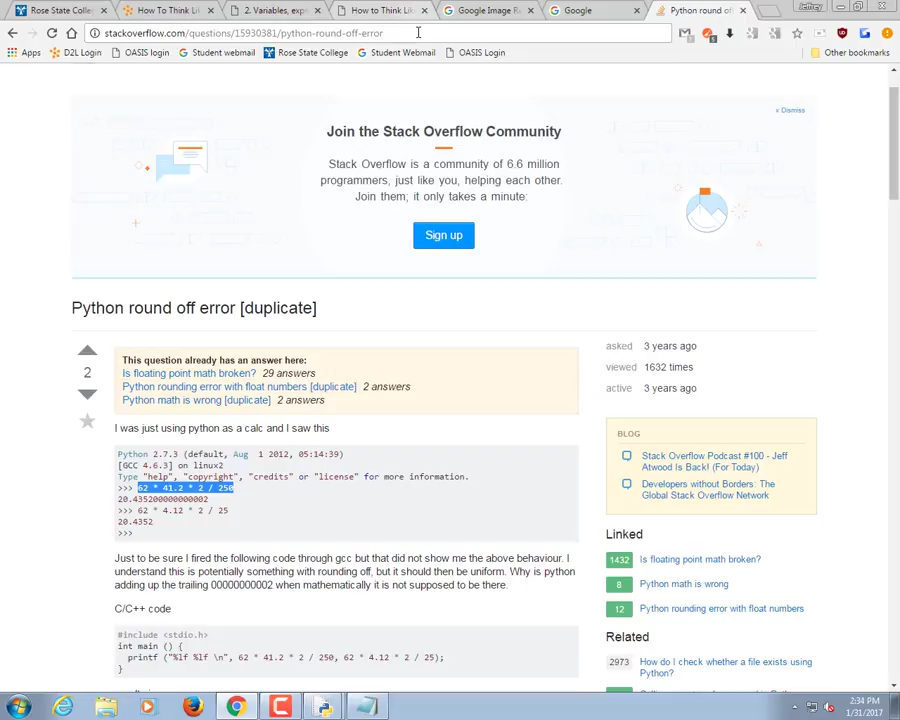 Rose State Colle
How To Think Li
2. Variables, expr
How to Think Lik
Google Image Re
Google
Python round off
Jeffrey
stackoverflow.com/questions/15930381/python-round-off-error
Apps
D2L Login
OASIS login
Student webmail
Rose State College
Student Webmail
OASIS Login
Other bookmarks
x Dismiss
Join the Stack Overflow Community
Stack Overflow is a community of 6.6 million
programmers, just like you, helping each other.
Join them; it only takes a minute:
Sign up
Python round off error [duplicate]
asked 3 years ago
viewed 1632 times
active 3 years ago
2
This question already has an answer here:
Is floating point math broken? 29 answers
Python rounding error with float numbers [duplicate] 2 answers
Python math is wrong [duplicate] 2 answers
I was just using python as a calc and I saw this
Python 2.7.3 (default, Aug 1 2012, 05:14:39)
[GCC 4.6.3] on linux2
Type "help", "copyright", "credits" or "license" for more information.
>>> 62 * 41.2 * 2 / 250
20.435200000000002
>>> 62 * 4.12 * 2 / 25
20.4352
>>>
Just to be sure I fired the following code through gcc but that did not show me the above behaviour. I
understand this is potentially something with rounding off, but it should then be uniform. Why is python
adding up the trailing 00000000002 when mathematically it is not supposed to be there.
C/C++ code
#include <stdio.h>
int main () {
printf ("%lf %lf \n", 62 * 41.2 * 2 / 250, 62 * 4.12 * 2 / 25);
}
BLOG
Stack Overflow Podcast #100 - Jeff
Atwood Is Back! (For Today)
Developers without Borders: The
Global Stack Overflow Network
Linked
1432 Is floating point math broken?
8 Python math is wrong
12 Python rounding error with float numbers
Related
2973 How do I check whether a file exists using
Python?
2:34 PM
1/31/2017